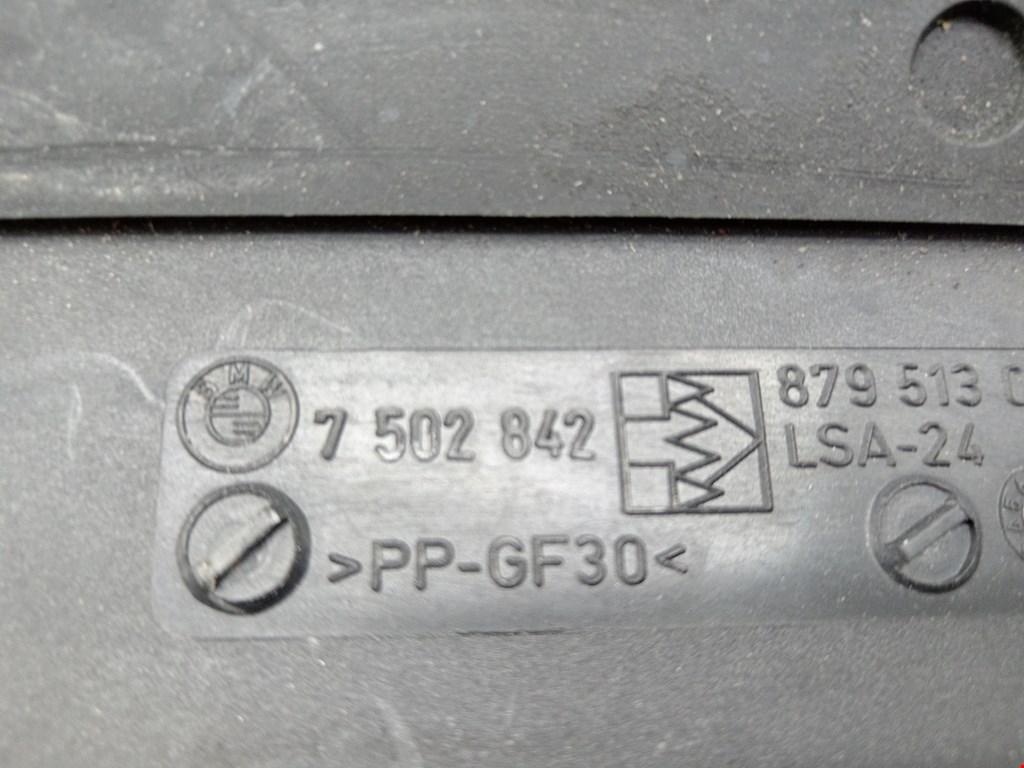 BMW
7 502 842
879 513
LSA-24
>PP-GF30<